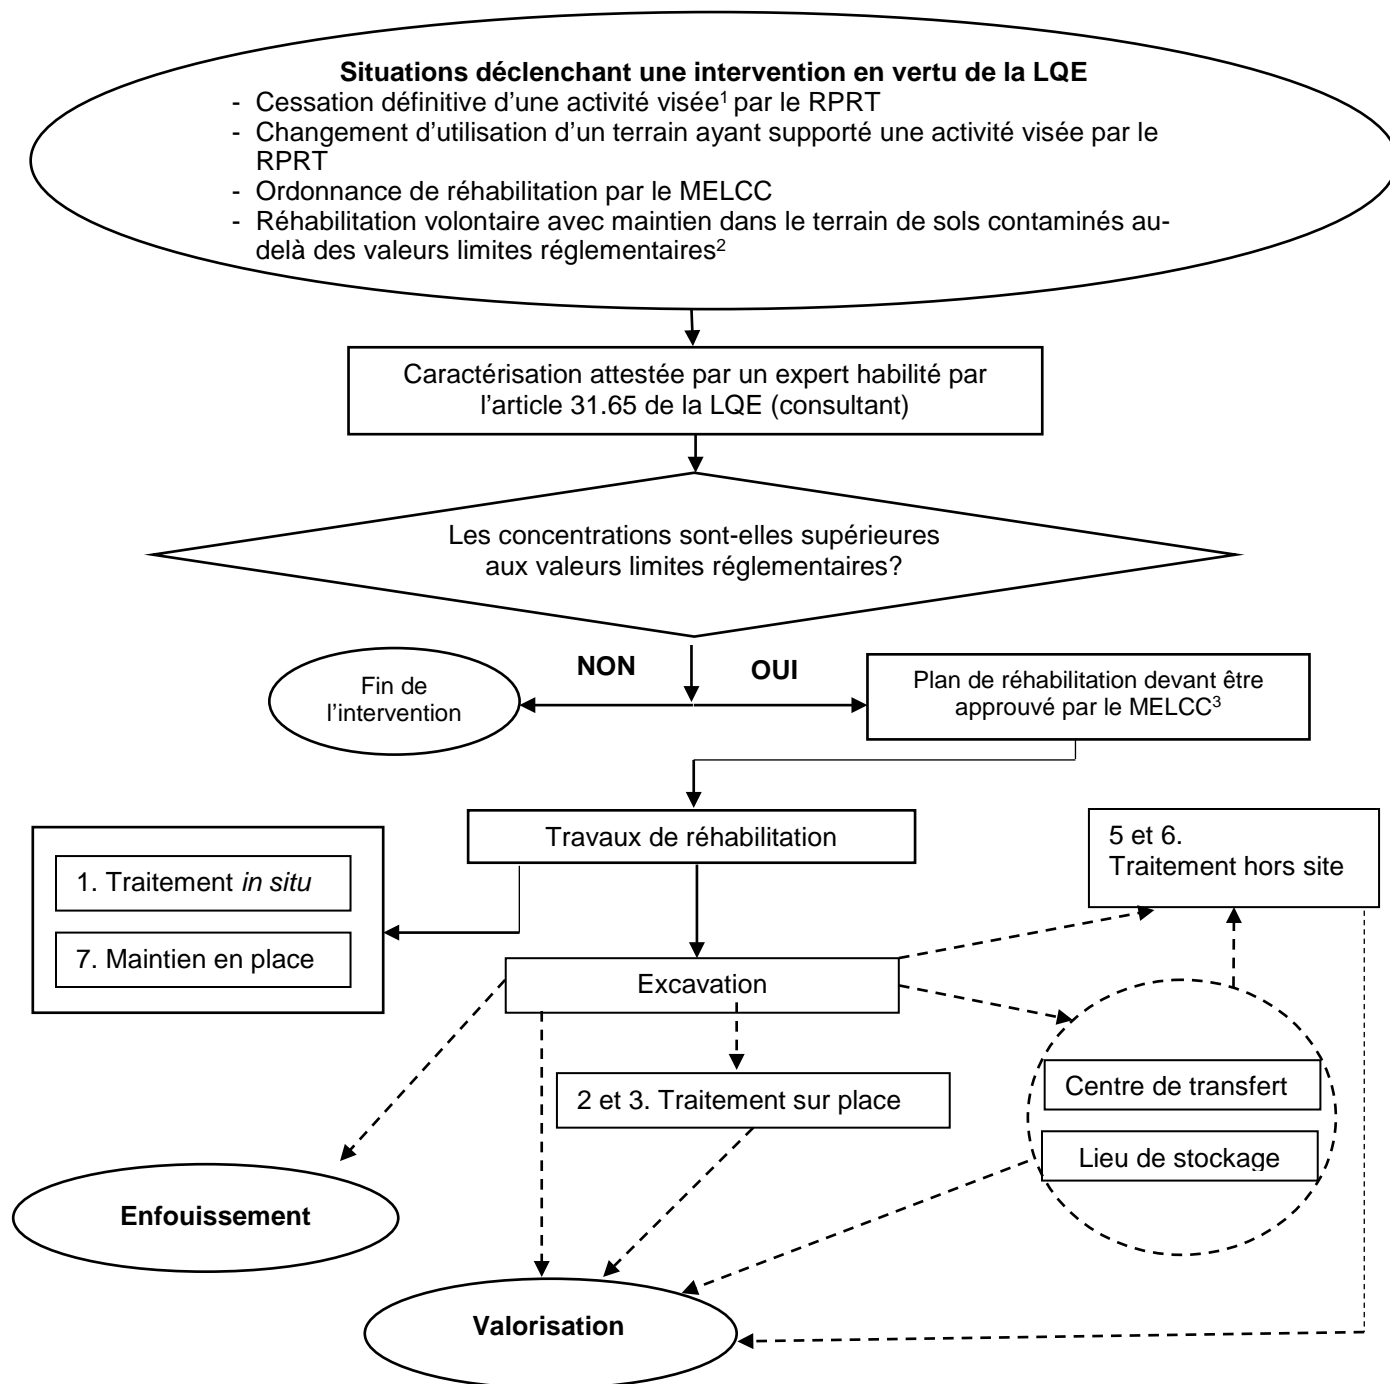 Situations déclenchant une intervention en vertu de la LQE
- Cessation définitive d'une activité visée¹ par le RPRT
- Changement d'utilisation d'un terrain ayant supporté une activité visée par le
RPRT
- Ordonnance de réhabilitation par le MELCC
- Réhabilitation volontaire avec maintien dans le terrain de sols contaminés au-
delà des valeurs limites réglementaires²
Caractérisation attestée par un expert habilité par
l'article 31.65 de la LQE (consultant)
Les concentrations sont-elles supérieures
aux valeurs limites réglementaires?
NON
OUI
Fin de
l'intervention
Plan de réhabilitation devant être
approuvé par le MELCC³
Travaux de réhabilitation
5 et 6.
Traitement hors site
1. Traitement in situ
7. Maintien en place
Excavation
2 et 3. Traitement sur place
Centre de transfert
Lieu de stockage
Enfouissement
Valorisation